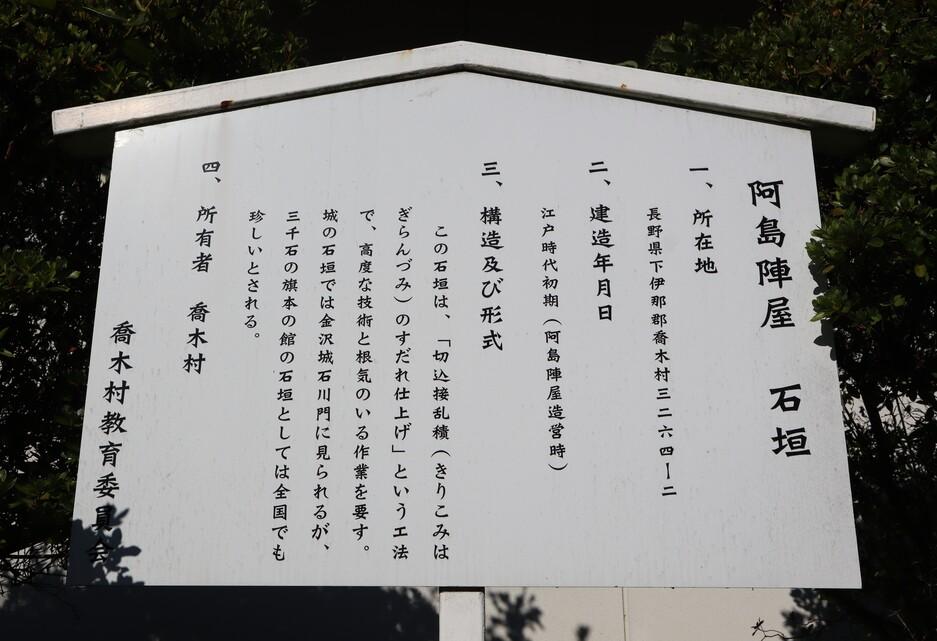 阿島陣屋　石垣
一、所在地
長野県下伊那郡喬木村三二六四ー二
二、建造年月日
江戸時代初期（阿島陣屋造営時）
三、構造及び形式
この石垣は、「切込接乱積（きりこみは
ぎらんづみ）のすだれ仕上げ」という工法
で、高度な技術と根気のいる作業を要す。
城の石垣では金沢城石川門に見られるが、
三千石の旗本の館の石垣としては全国でも
珍しいとされる。
四、所有者　喬木村
喬木村教育委員会